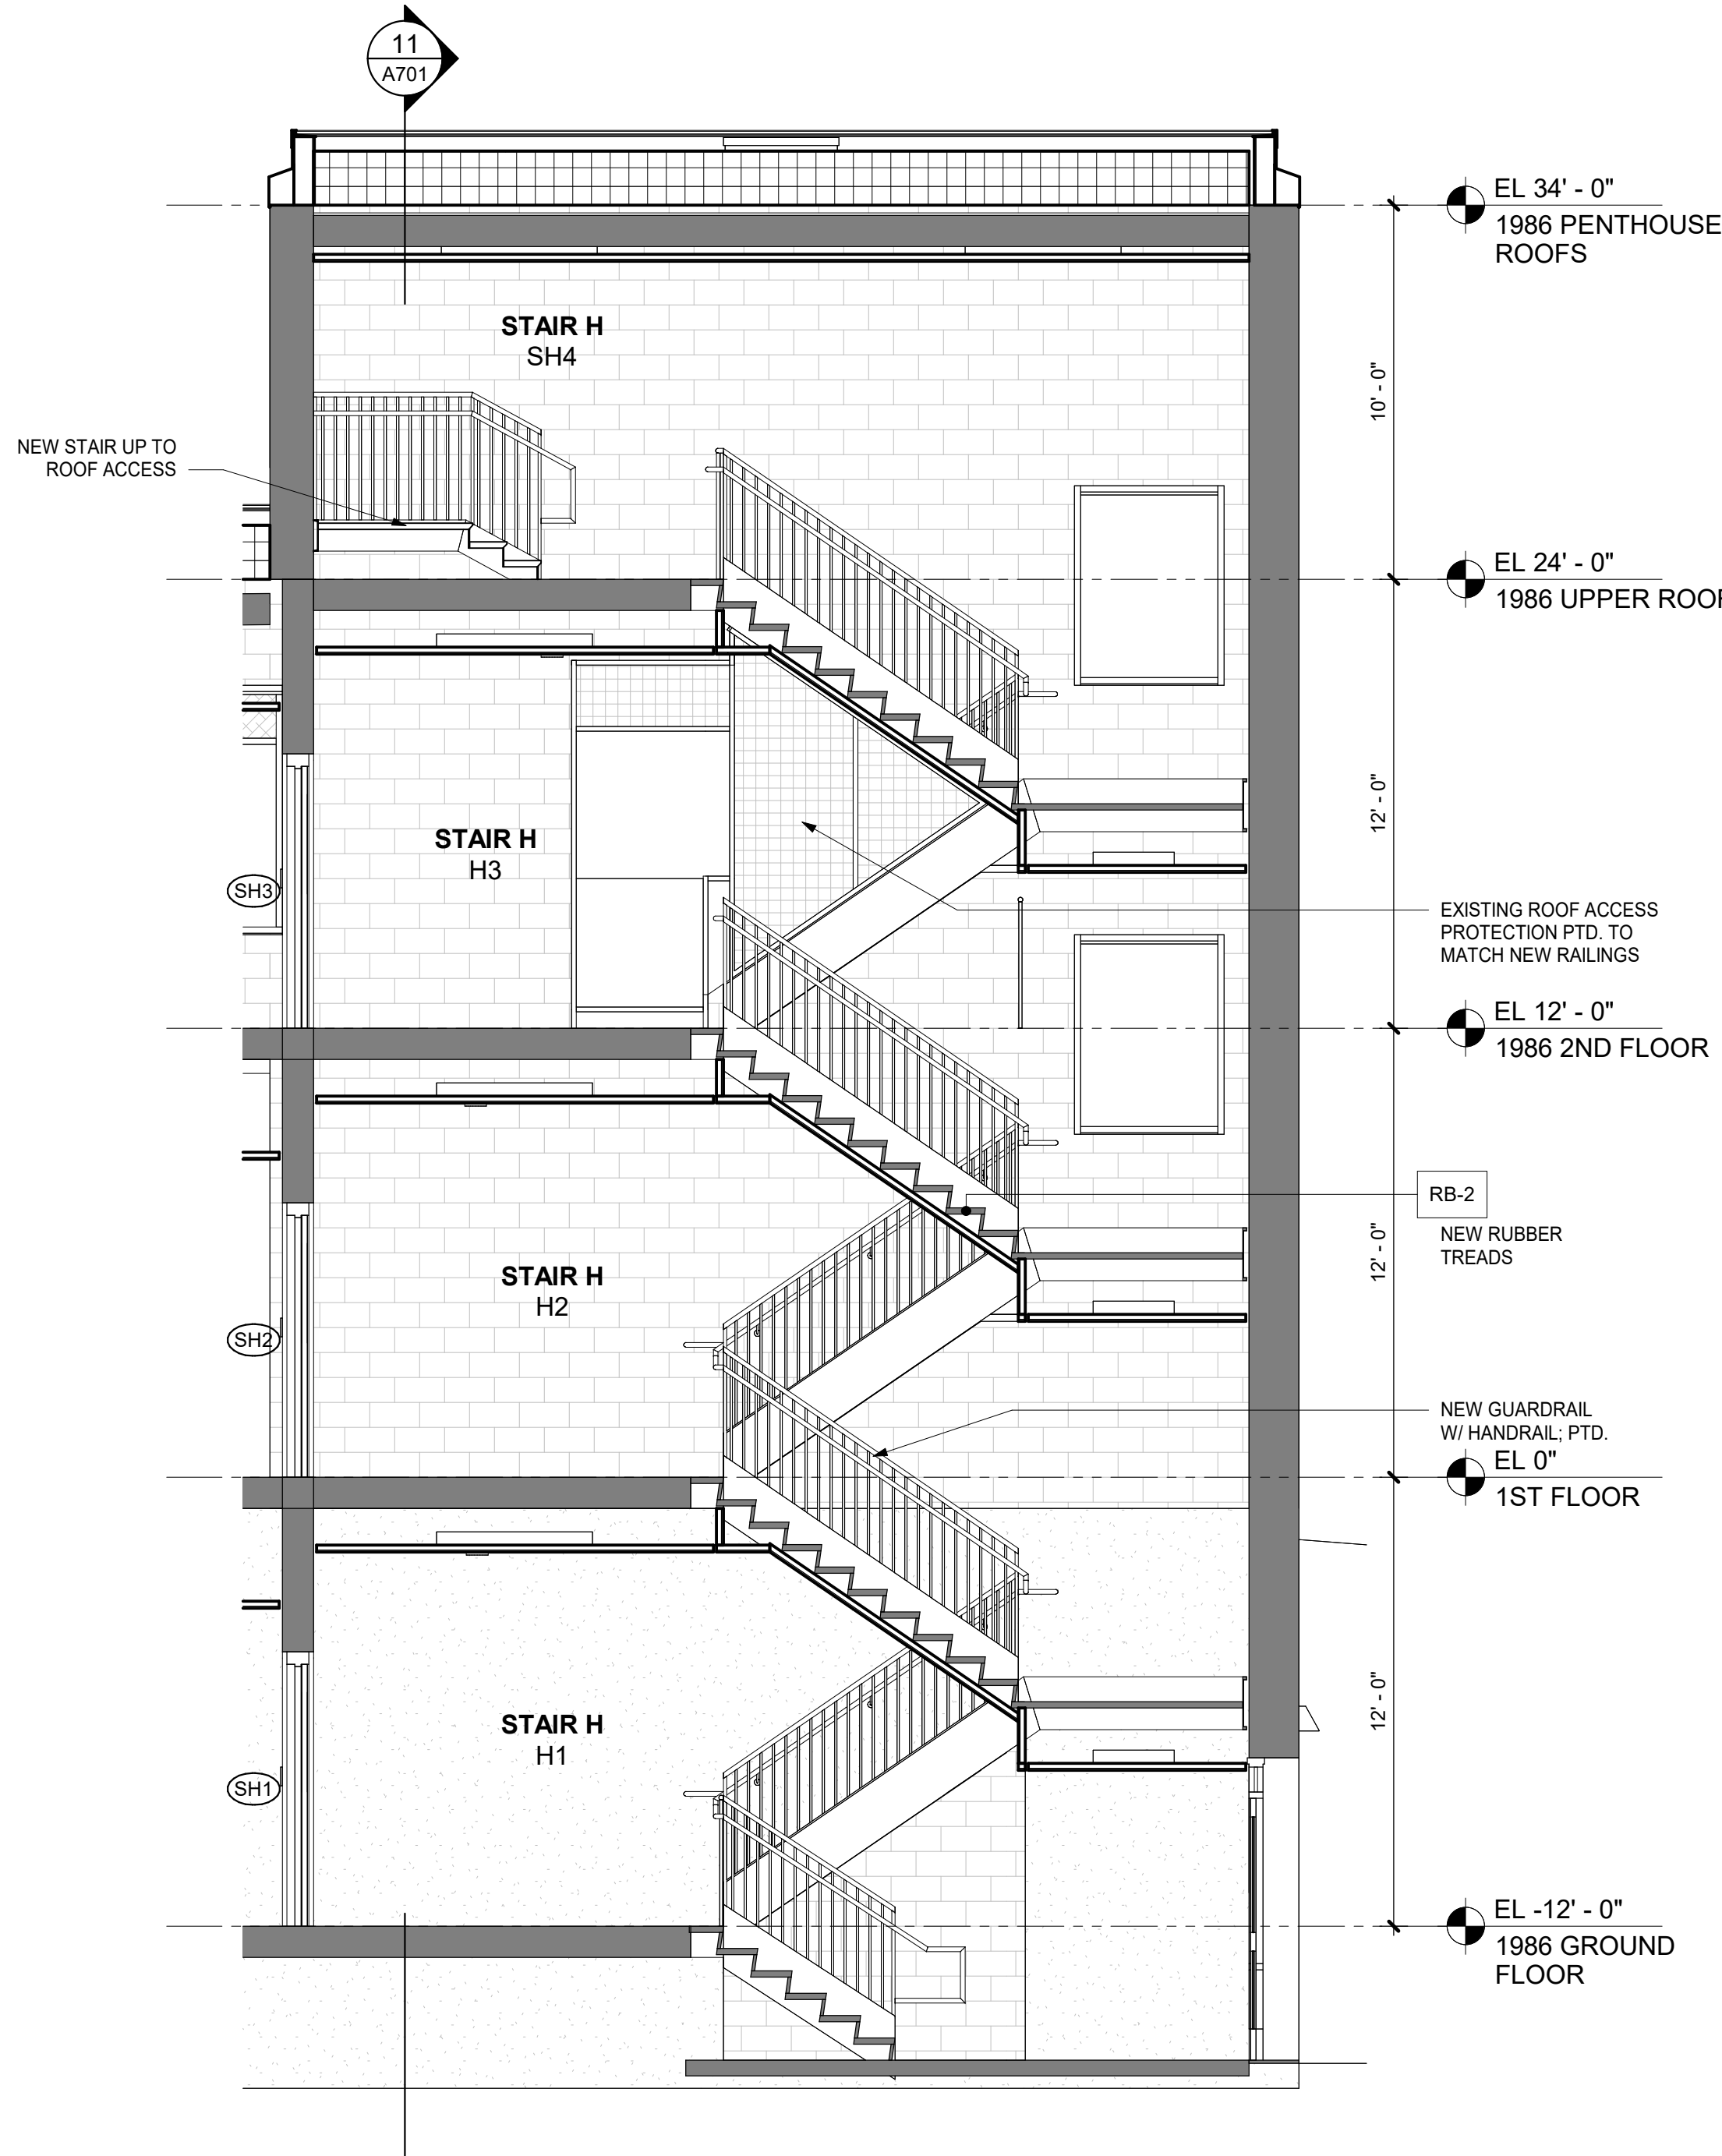 11
A701
EL 34' - 0"
1986 PENTHOUSE
ROOFS
STAIR H
SH4
10' - 0"
NEW STAIR UP TO
ROOF ACCESS
EL 24' - 0"
1986 UPPER ROOF
12' - 0"
STAIR H
H3
SH3
EXISTING ROOF ACCESS
PROTECTION PTD. TO
MATCH NEW RAILINGS
EL 12' - 0"
1986 2ND FLOOR
RB-2
NEW RUBBER
TREADS
12' - 0"
STAIR H
H2
SH2
NEW GUARDRAIL
W/ HANDRAIL; PTD.
EL 0"
1ST FLOOR
12' - 0"
STAIR H
H1
SH1
EL -12' - 0"
1986 GROUND
FLOOR